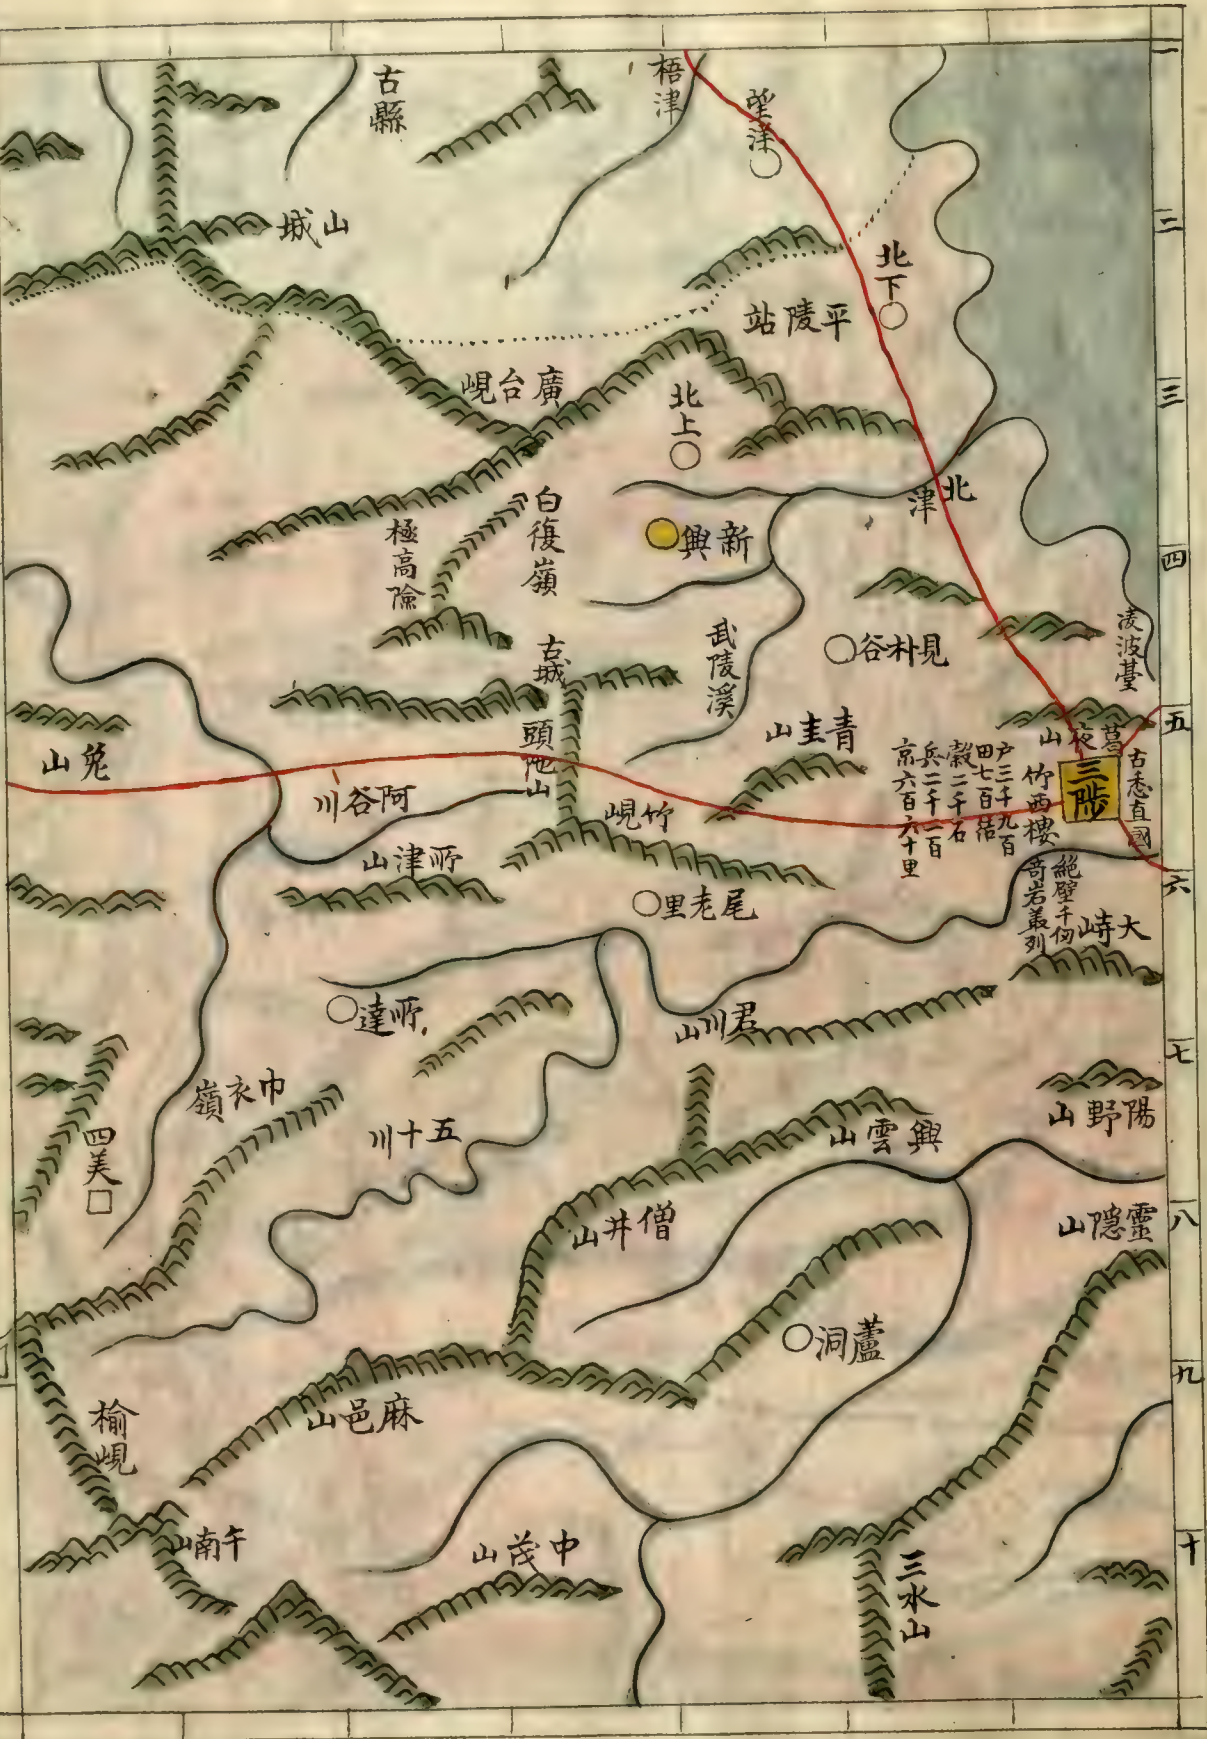 古縣
梧津
望洋
城山
北下
站陵平
峴台廣
北上
北津
白復嶺
極高險
興新
古城
武陵溪
谷朴見
凌波臺
山圭青
山夜葛
三陟
古悉直國
竹西樓
絕壁千仞
奇岩叢列
戶三千九百
田七百結
穀二千石
兵二千二百
京六百六十里
山兔
頭陀山
川谷阿
峴竹
山津所
里老尾
大峙
達所
山川君
嶺衣巾
川十五
四美
山雲興
山野陽
山井僧
山隱靈
洞蘆
山邑麻
榆峴
山南午
山茂中
三水山
一
二
三
四
五
六
七
八
九
十